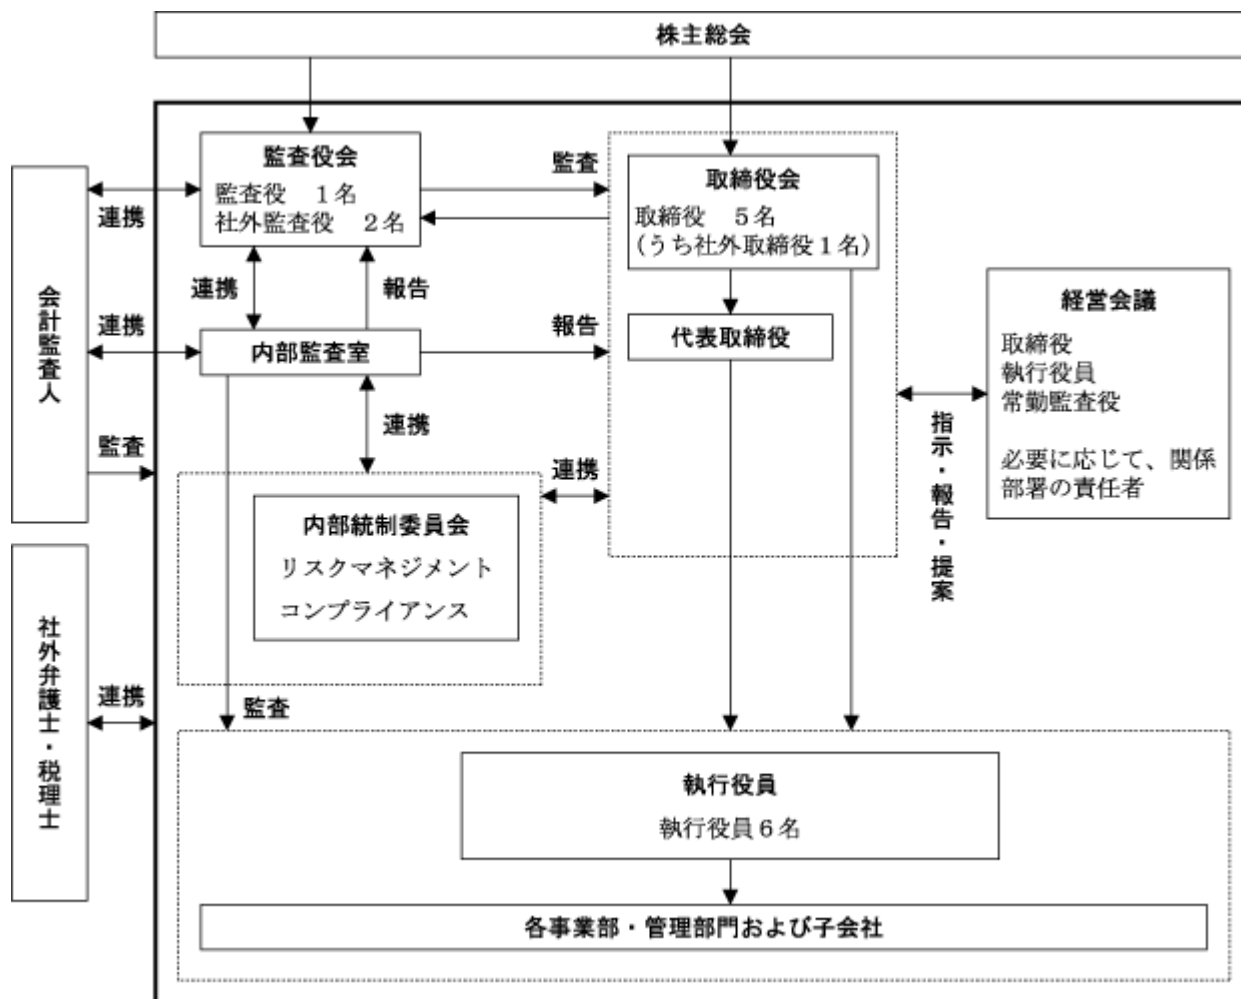 株主総会
監査役会
監査役　１名
社外監査役　２名
監査
取締役会
取締役　５名
(うち社外取締役１名)
連携
連携
報告
会計監査人
連携
内部監査室
報告
代表取締役
経営会議
取締役
執行役員
常勤監査役
必要に応じて、関係
部署の責任者
監査
連携
連携
指示・報告・提案
内部統制委員会
リスクマネジメント
コンプライアンス
社外弁護士・税理士
連携
監査
執行役員
執行役員６名
各事業部・管理部門および子会社